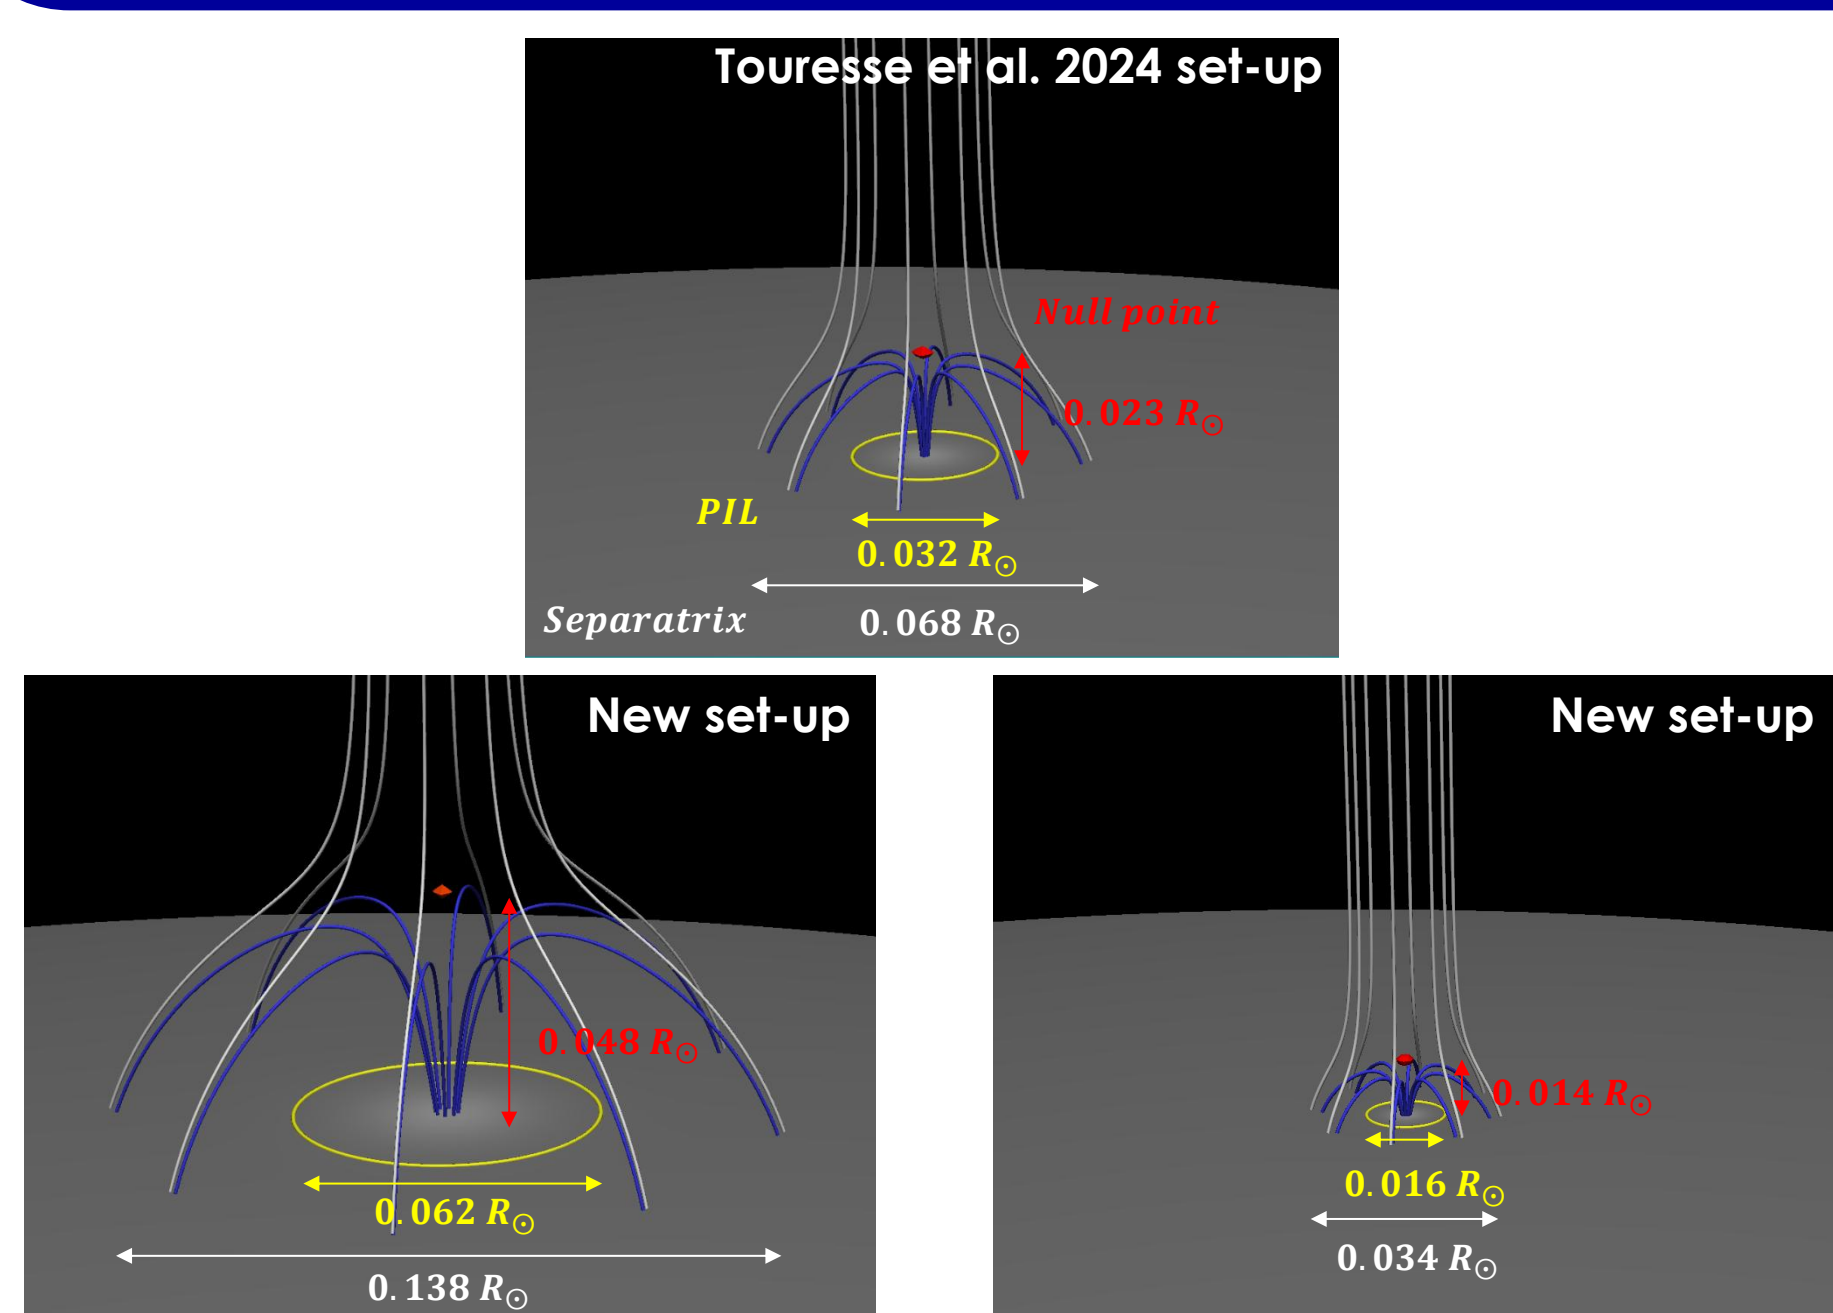 Touresse et al. 2024 set-up
Null point
0.023 R⊙
PIL
0.032 R⊙
Separatrix
0.068 R⊙
New set-up
0.048 R⊙
0.062 R⊙
0.138 R⊙
New set-up
0.014 R⊙
0.016 R⊙
0.034 R⊙